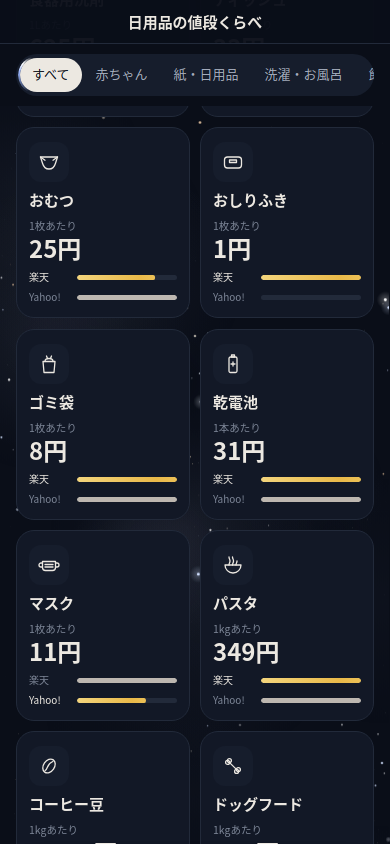 日用品の値段くらべ
すべて
赤ちゃん
紙・日用品
洗濯・お風呂
おむつ
1枚あたり
25円
楽天
Yahoo!
おしりふき
1枚あたり
1円
楽天
Yahoo!
ゴミ袋
1枚あたり
8円
楽天
Yahoo!
乾電池
1本あたり
31円
楽天
Yahoo!
マスク
1枚あたり
11円
楽天
Yahoo!
パスタ
1kgあたり
349円
楽天
Yahoo!
コーヒー豆
1kgあたり
ドッグフード
1kgあたり